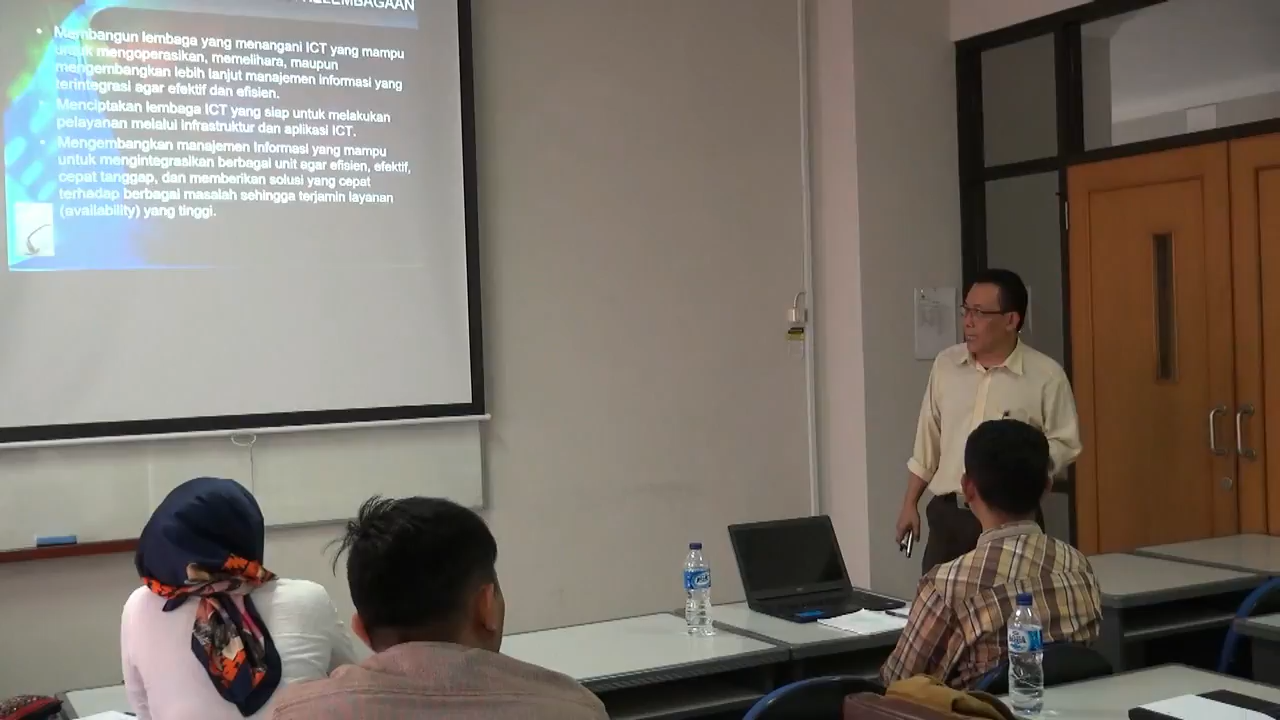 KELEMBAGAAN
• Membangun lembaga yang menangani ICT yang mampu
untuk mengoperasikan, memelihara, maupun
mengembangkan lebih lanjut manajemen informasi yang
terintegrasi agar efektif dan efisien.
• Menciptakan lembaga ICT yang siap untuk melakukan
pelayanan melalui infrastruktur dan aplikasi ICT.
• Mengembangkan manajemen informasi yang mampu
untuk mengintegrasikan berbagai unit agar efisien, efektif,
cepat tanggap, dan memberikan solusi yang cepat
terhadap berbagai masalah sehingga terjamin layanan
(availability) yang tinggi.
AQUA